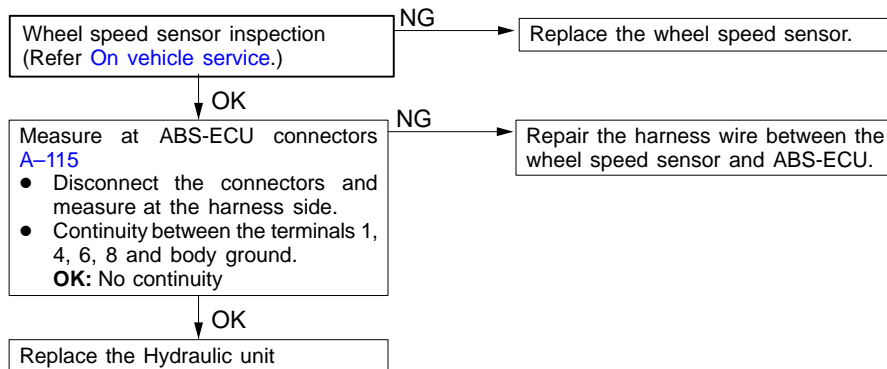 Wheel speed sensor inspection
(Refer On vehicle service.)
NG
Replace the wheel speed sensor.
OK
Measure at ABS-ECU connectors
A–115
● Disconnect the connectors and
measure at the harness side.
● Continuity between the terminals 1,
4, 6, 8 and body ground.
OK: No continuity
NG
Repair the harness wire between the
wheel speed sensor and ABS-ECU.
OK
Replace the Hydraulic unit